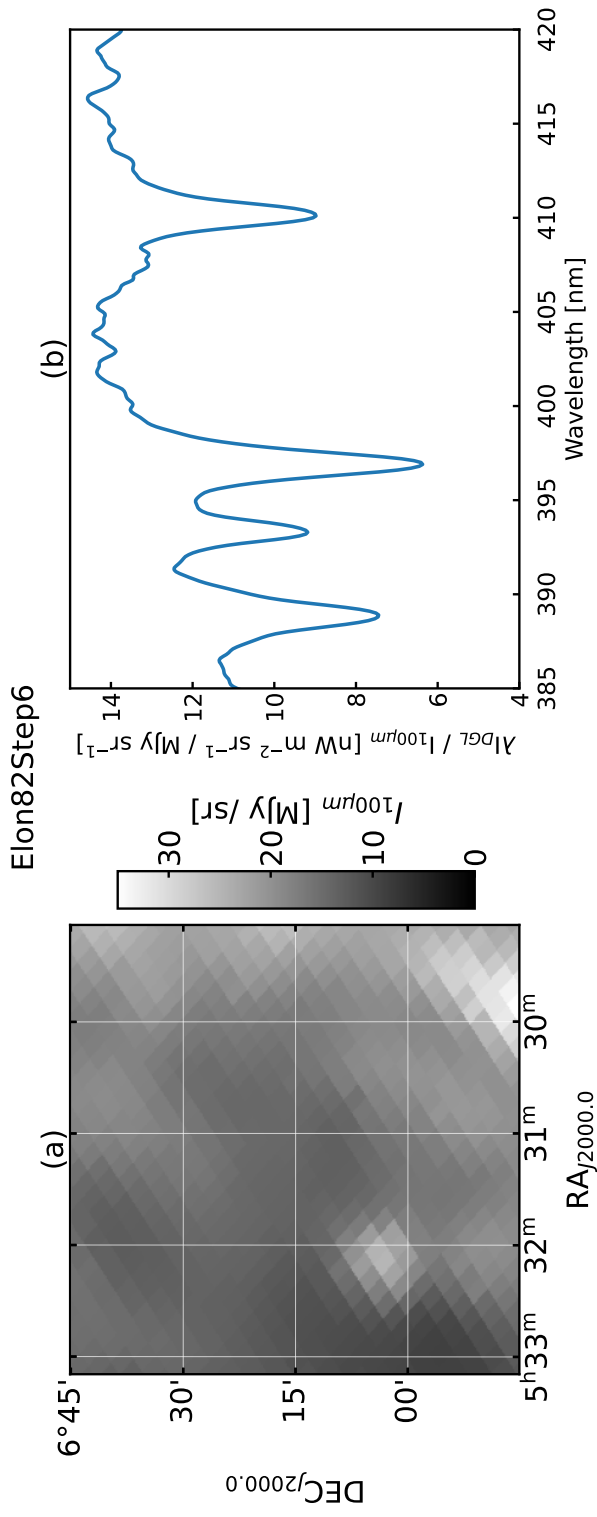 Elon82Step6
(a)
DEC_J2000.0
6°45'
30'
15'
00'
5ʰ33ᵐ
32ᵐ
31ᵐ
30ᵐ
RA_J2000.0
30
20
10
0
I₁₀₀μm [MJy /sr]
(b)
λI_DGL / I₁₀₀μm [nW m⁻² sr⁻¹ / MJy sr⁻¹]
14
12
10
8
6
4
385
390
395
400
405
410
415
420
Wavelength [nm]